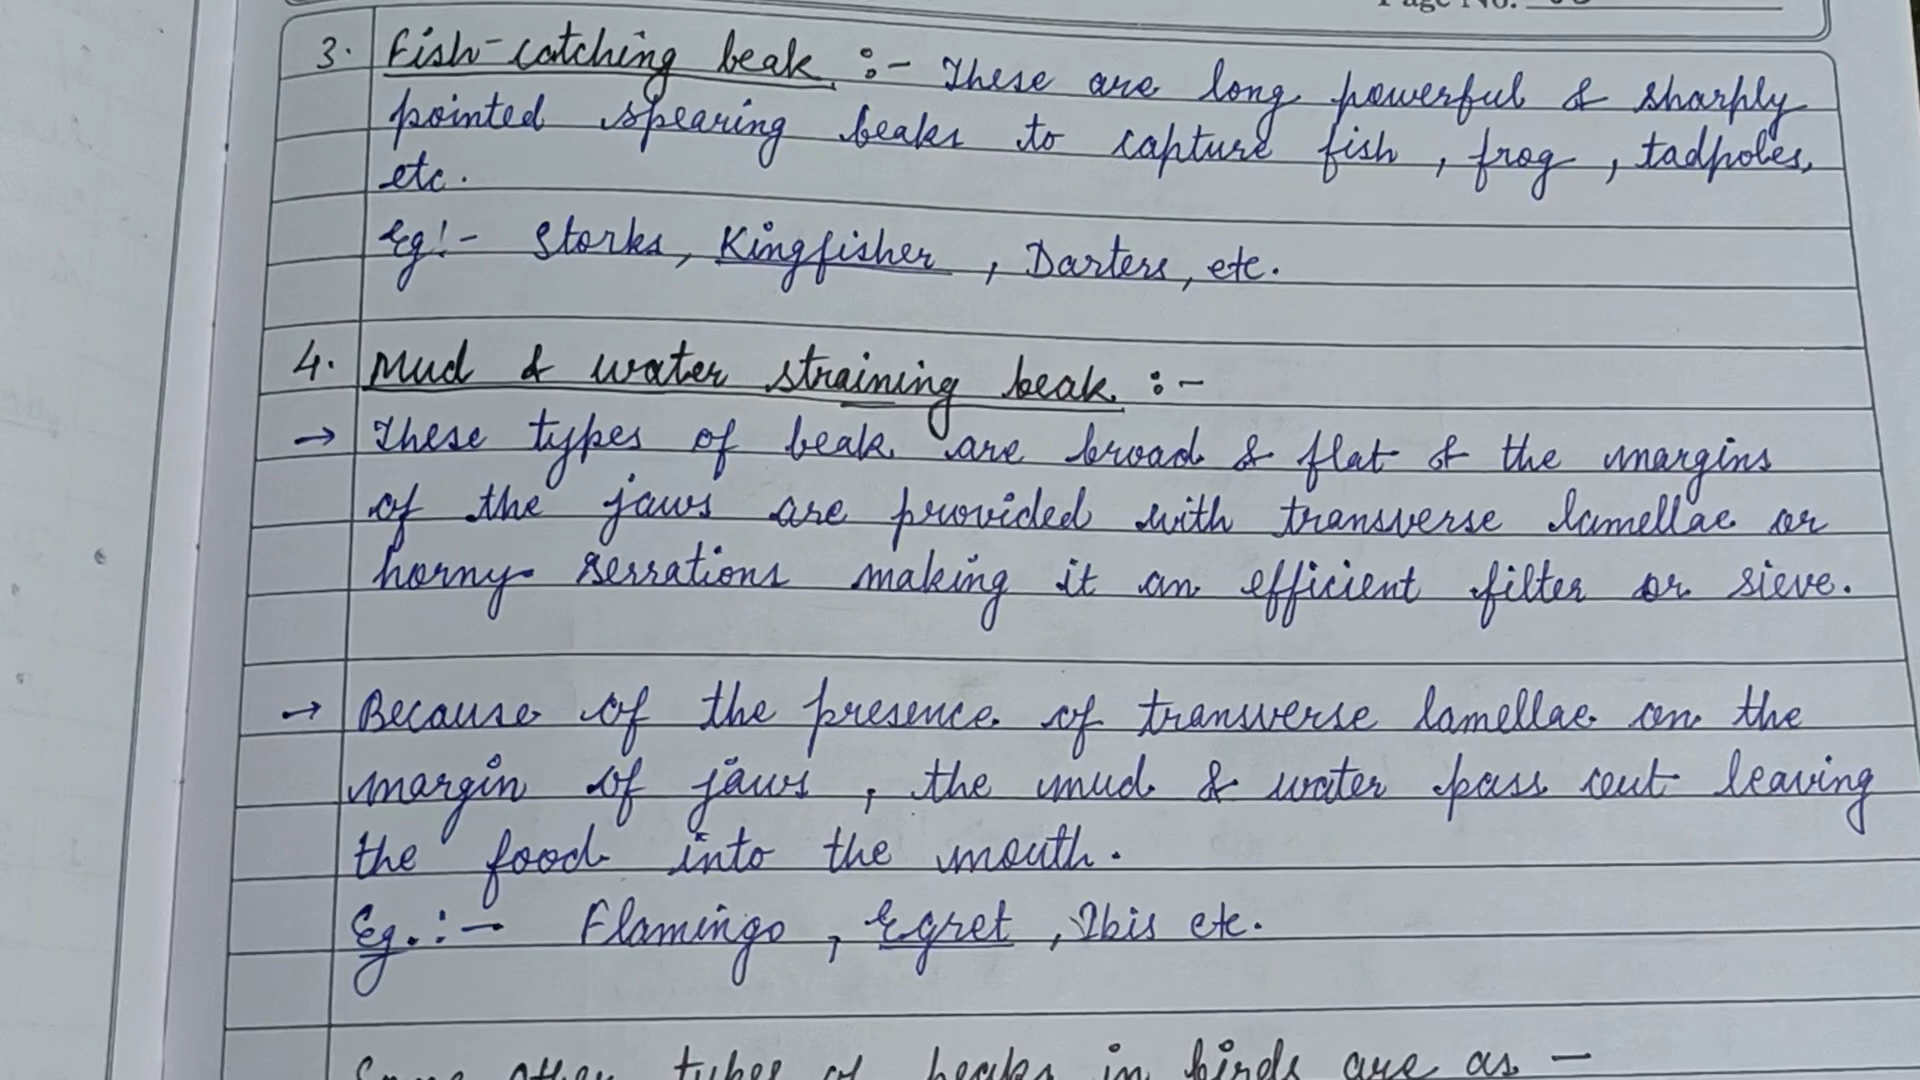 Page No.
3. Fish-catching beak :- These are long powerful & sharply
pointed spearing beaks to capture fish, frog, tadpoles,
etc.
Eg:- Storks, Kingfisher, Darters, etc.
4. Mud & water straining beak :-
→ These types of beak are broad & flat & the margins
of the jaws are provided with transverse lamellae or
horny serrations making it an efficient filter or sieve.
→ Because of the presence of transverse lamellae on the
margin of jaws, the mud & water pass out leaving
the food into the mouth.
Eg.:- Flamingo, Egret, Ibis etc.
Some other types of beaks in birds are as -